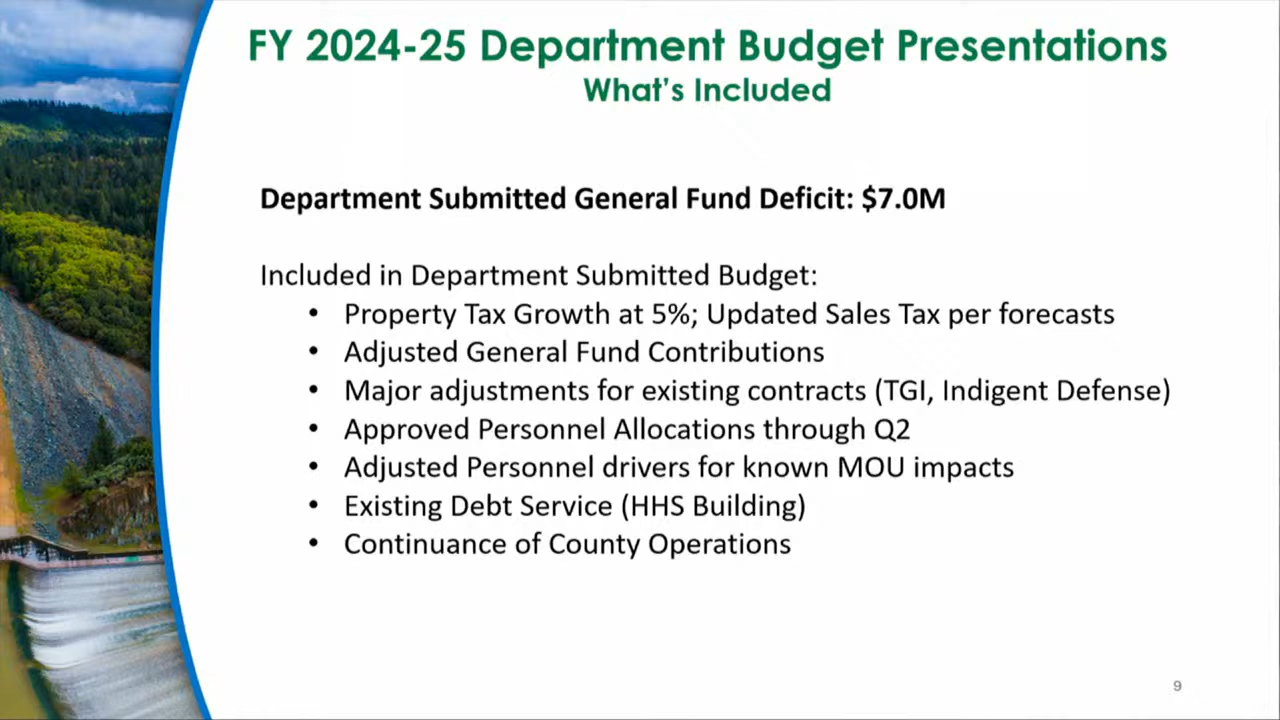 FY 2024-25 Department Budget Presentations
What's Included
Department Submitted General Fund Deficit: $7.0M
Included in Department Submitted Budget:
• Property Tax Growth at 5%; Updated Sales Tax per forecasts
• Adjusted General Fund Contributions
• Major adjustments for existing contracts (TGI, Indigent Defense)
• Approved Personnel Allocations through Q2
• Adjusted Personnel drivers for known MOU impacts
• Existing Debt Service (HHS Building)
• Continuance of County Operations
9